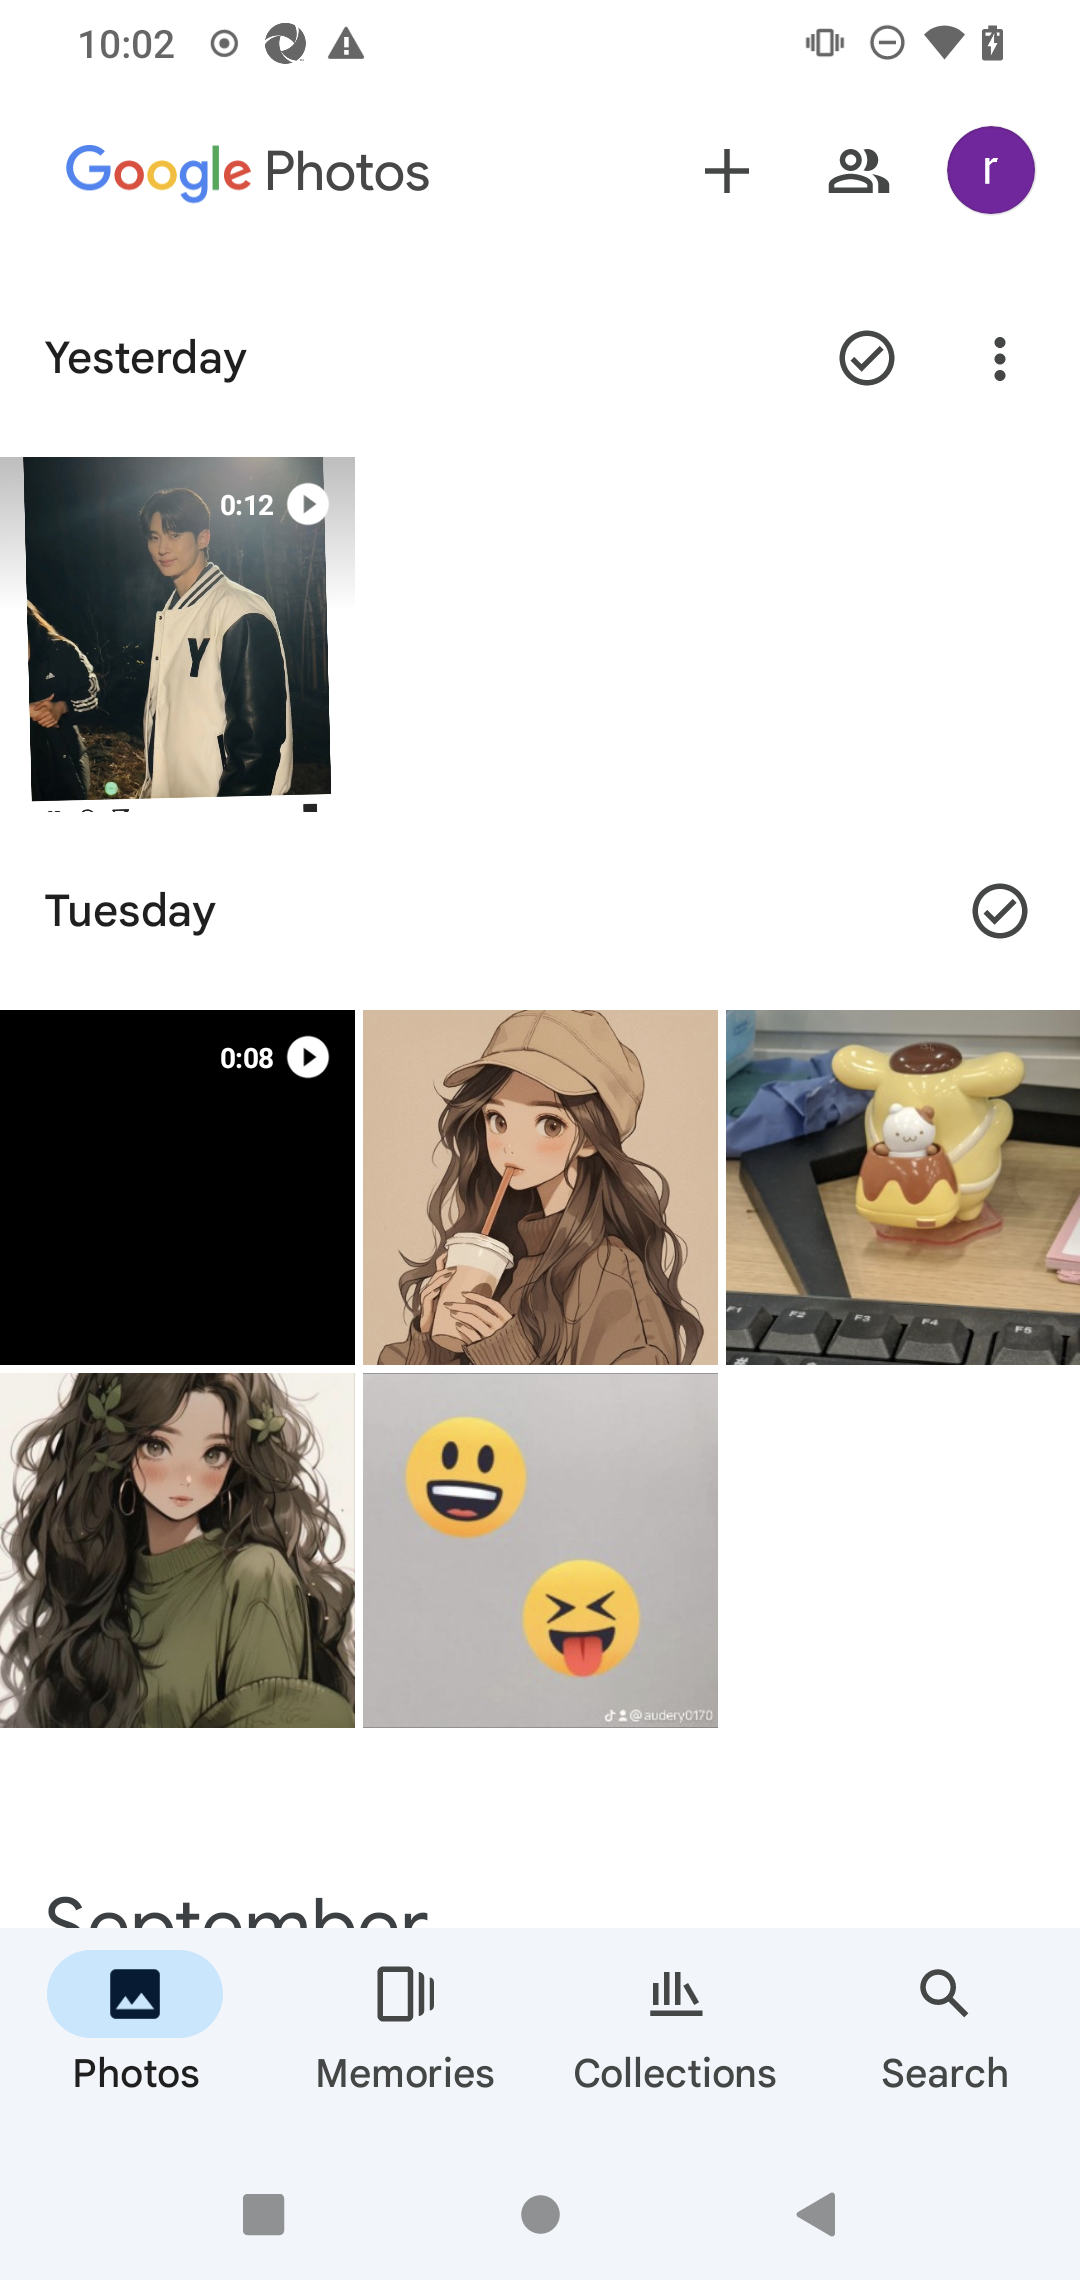 10:02
Google Photos
r
Yesterday
0:12
Y
Tuesday
0:08
F1 F2 F3 F4 F5
@audery0170
September
Photos Memories Collections Search